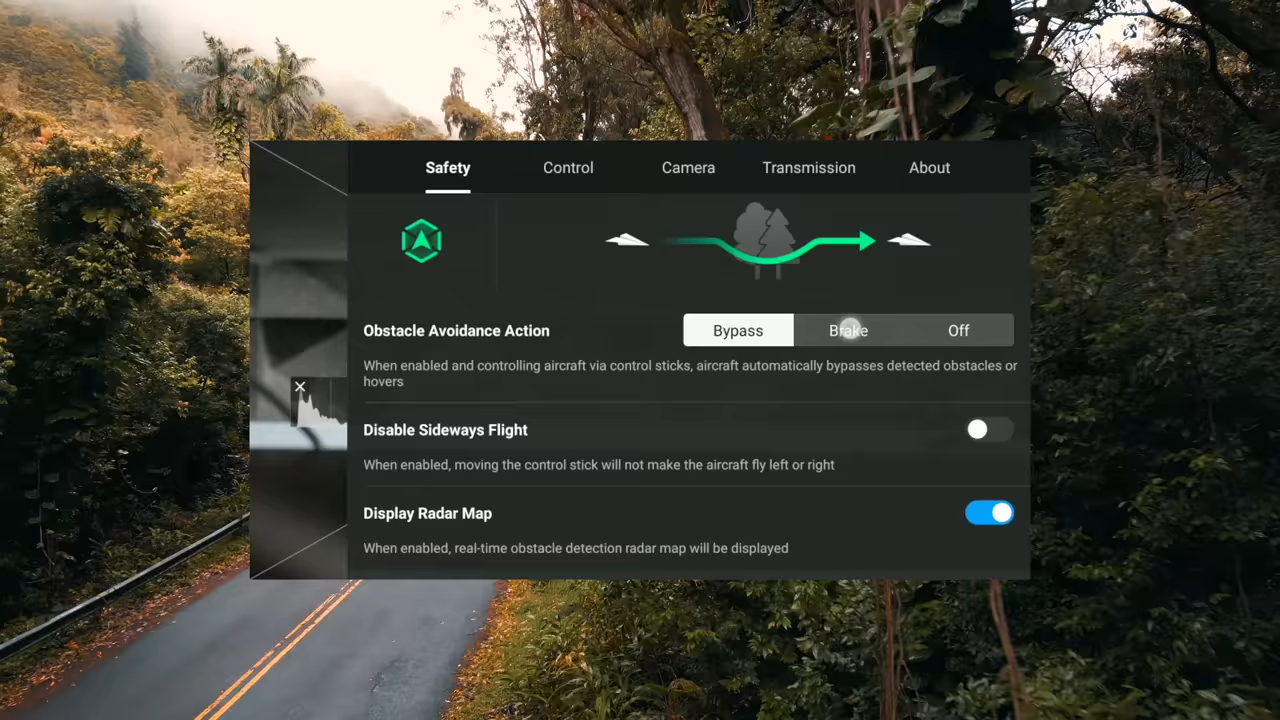 Safety Control Camera Transmission About
Obstacle Avoidance Action Bypass Brake Off
When enabled and controlling aircraft via control sticks, aircraft automatically bypasses detected obstacles or
hovers
Disable Sideways Flight
When enabled, moving the control stick will not make the aircraft fly left or right
Display Radar Map
When enabled, real-time obstacle detection radar map will be displayed